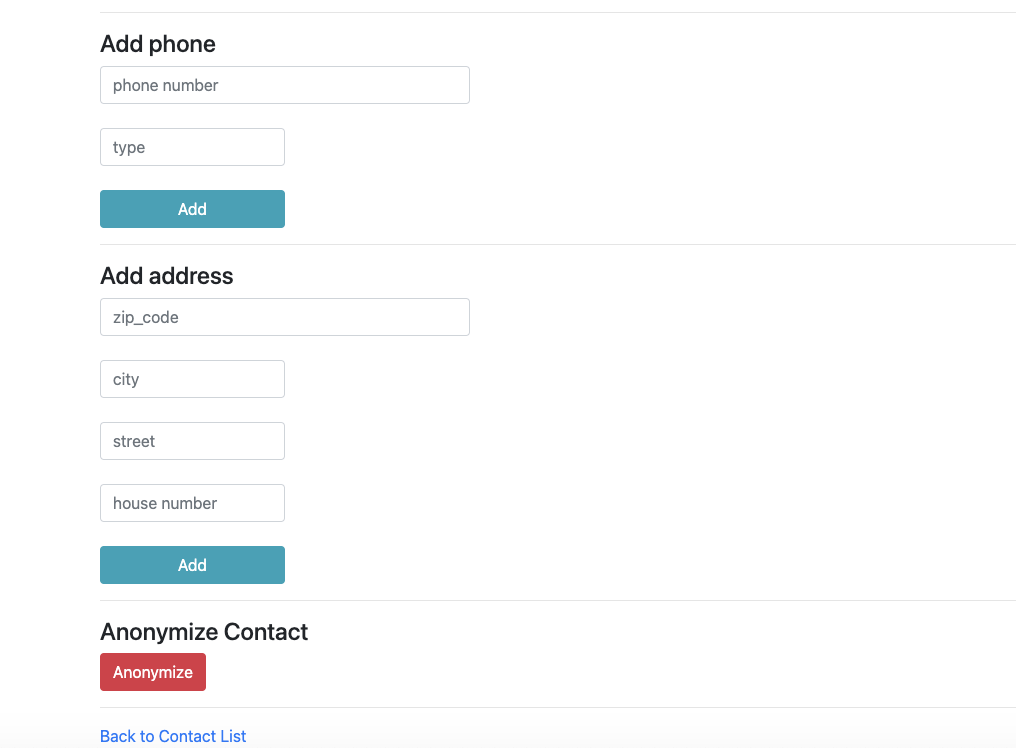 Add phone
phone number
type
Add
Add address
zip_code
city
street
house number
Add
Anonymize Contact
Anonymize
Back to Contact List